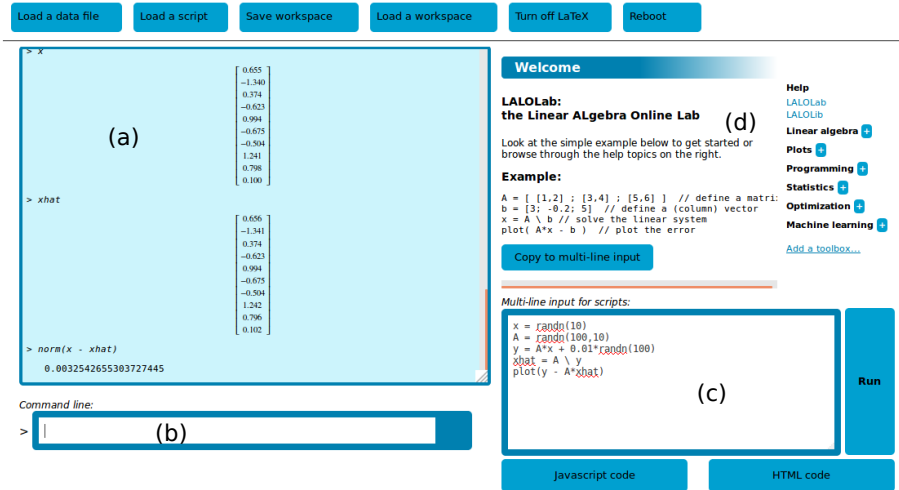 Load a data file
Load a script
Save workspace
Load a workspace
Turn off LaTeX
Reboot
> x
0.655
−1.340
0.374
−0.623
0.994
−0.675
−0.504
1.241
0.798
0.100
(a)
> xhat
0.656
−1.341
0.374
−0.623
0.994
−0.675
−0.504
1.242
0.796
0.102
> norm(x - xhat)
0.0032542655303727445
Command line:
>
(b)
Welcome
LALOLab:
the Linear ALgebra Online Lab
(d)
Look at the simple example below to get started or
browse through the help topics on the right.
Example:
A = [ [1,2] ; [3,4] ; [5,6] ]  // define a matri
b = [3; -0.2; 5]  // define a (column) vector
x = A \ b // solve the linear system
plot( A*x - b )  // plot the error
Copy to multi-line input
Help
LALOLab
LALOLib
Linear algebra +
Plots +
Programming +
Statistics +
Optimization +
Machine learning +
Add a toolbox...
Multi-line input for scripts:
x = randn(10)
A = randn(100,10)
y = A*x + 0.01*randn(100)
xhat = A \ y
plot(y - A*xhat)
(c)
Run
Javascript code
HTML code